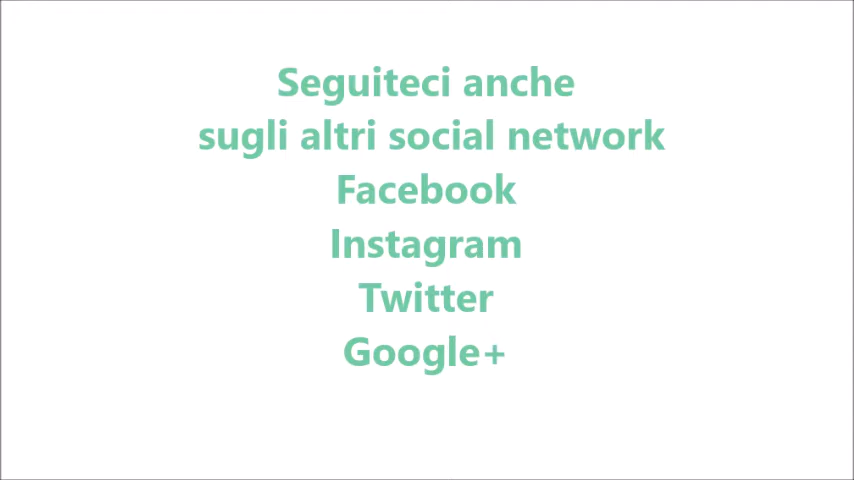 Seguiteci anche
sugli altri social network
Facebook
Instagram
Twitter
Google+